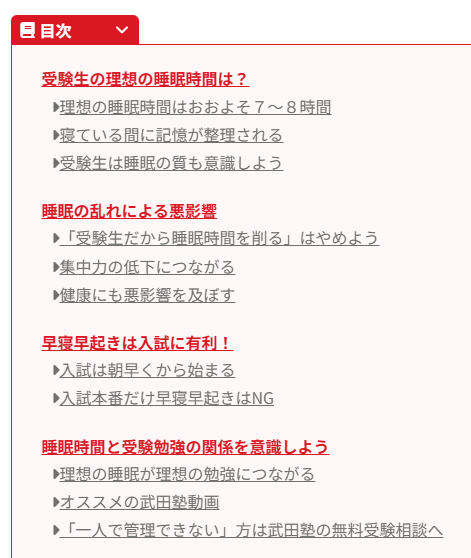 目次
受験生の理想の睡眠時間は？
理想の睡眠時間はおおよそ７～８時間
寝ている間に記憶が整理される
受験生は睡眠の質も意識しよう
睡眠の乱れによる悪影響
「受験生だから睡眠時間を削る」はやめよう
集中力の低下につながる
健康にも悪影響を及ぼす
早寝早起きは入試に有利！
入試は朝早くから始まる
入試本番だけ早寝早起きはNG
睡眠時間と受験勉強の関係を意識しよう
理想の睡眠が理想の勉強につながる
オススメの武田塾動画
「一人で管理できない」方は武田塾の無料受験相談へ